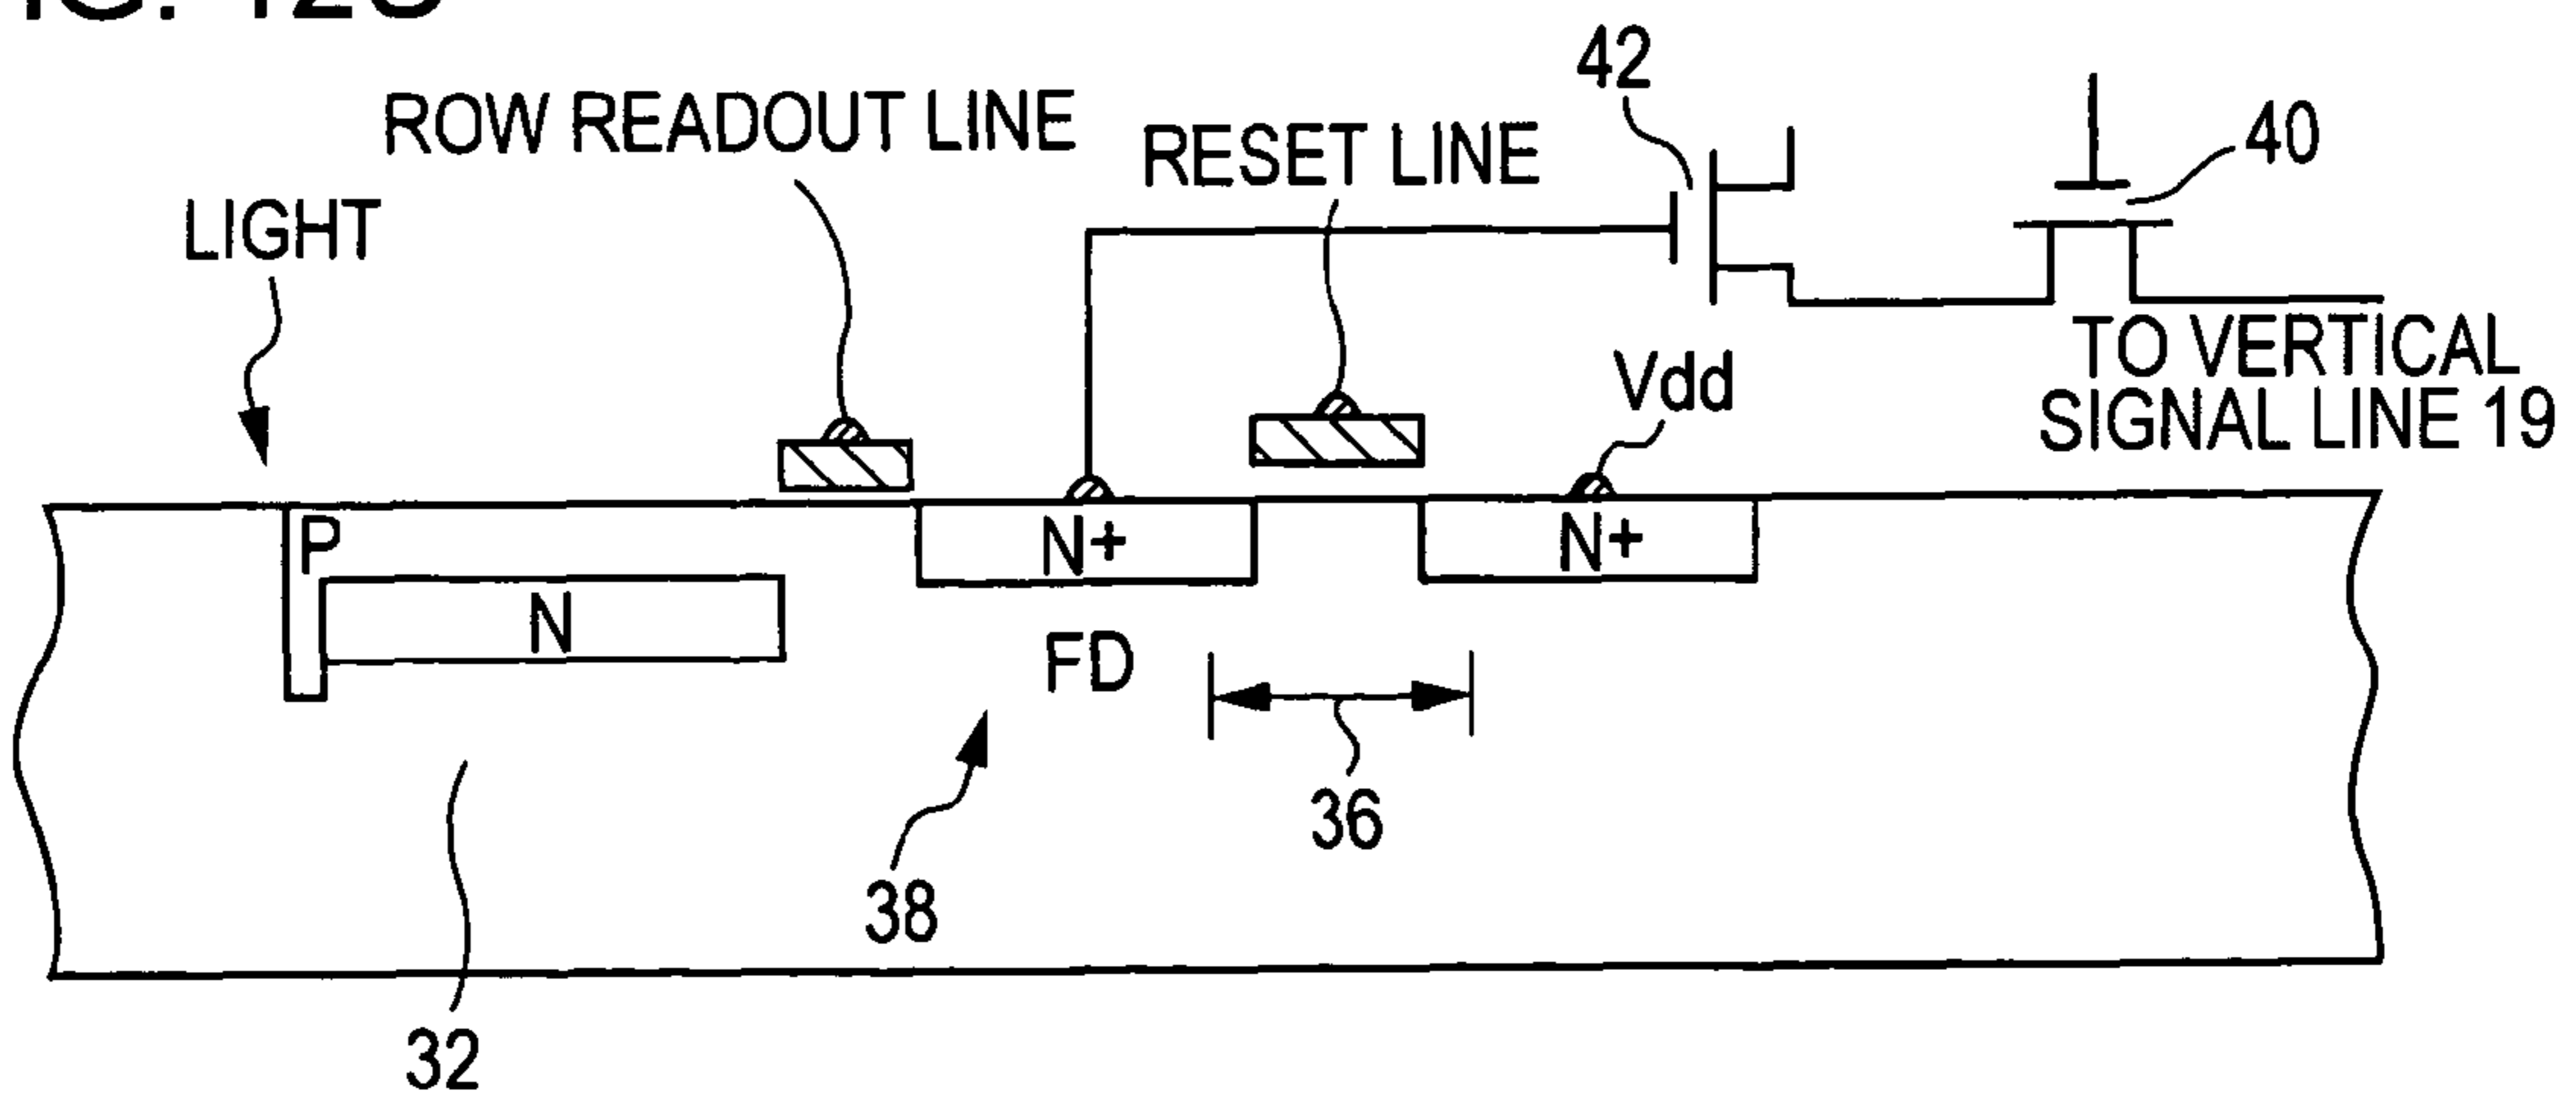 42
ROW READOUT LINE
RESET LINE
40
LIGHT
TO VERTICAL
SIGNAL LINE 19
Vdd
P
N+
N+
N
FD
36
38
32